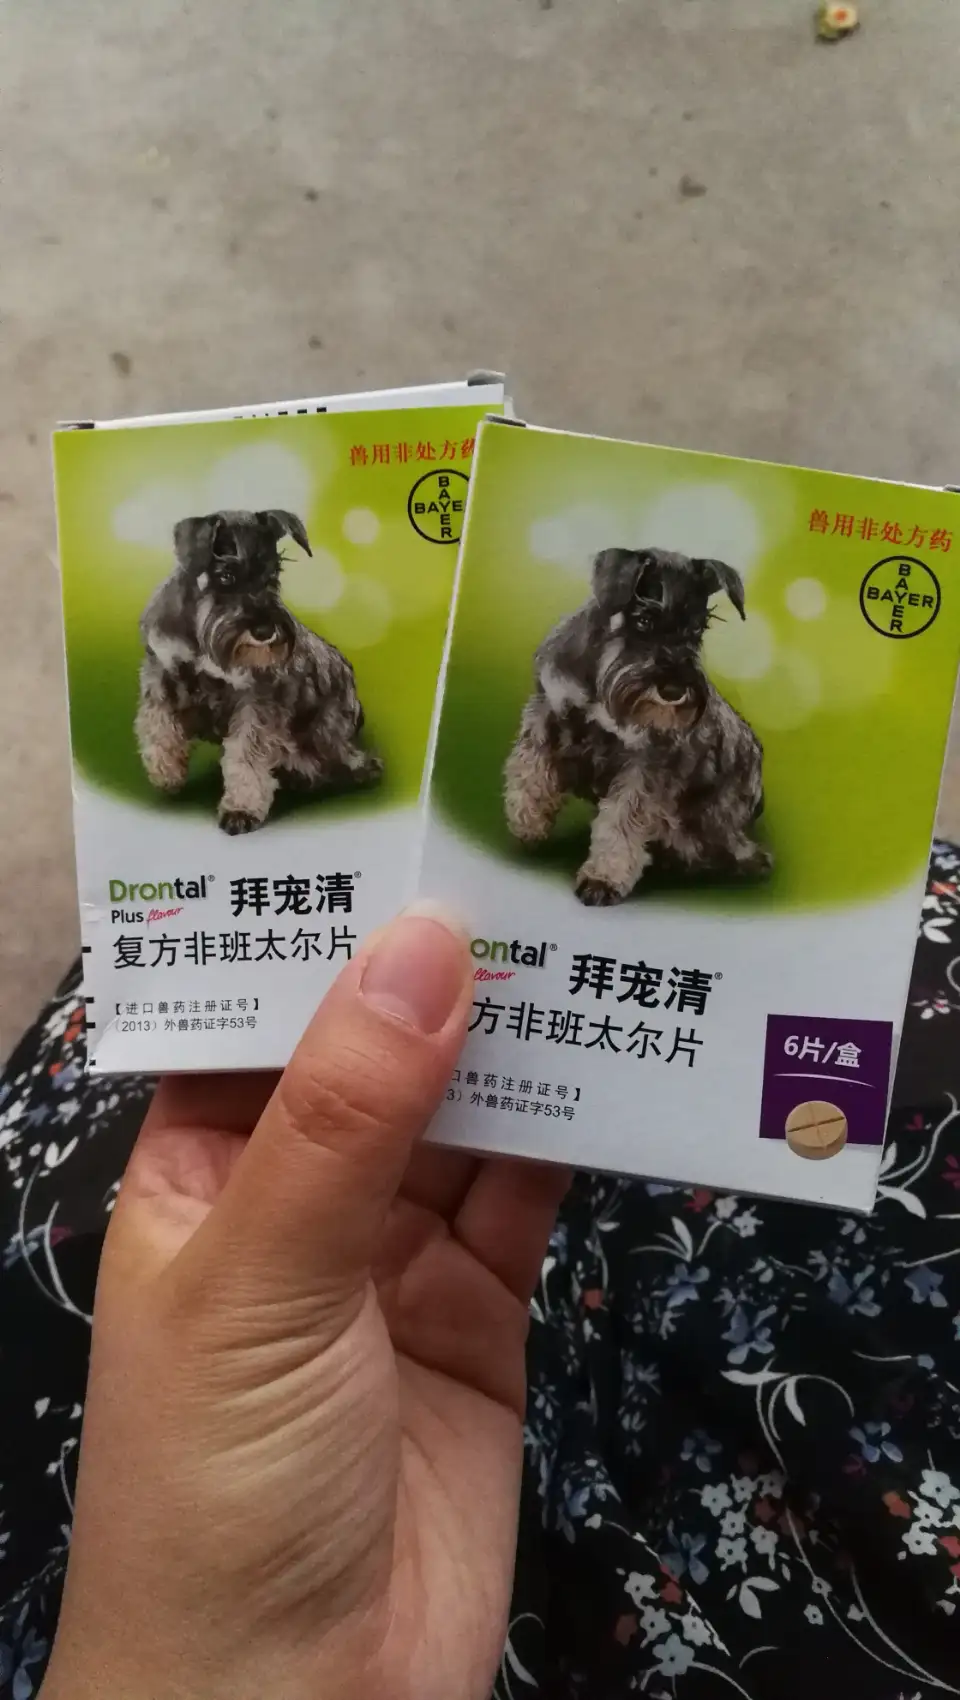 兽用非处方药
BAYER
BAYER
Drontal®
Plus flavour
拜宠清®
复方非班太尔片
【进口兽药注册证号】
(2013)外兽药证字53号
兽用非处方药
BAYER
BAYER
ontal®
flavour
拜宠清®
方非班太尔片
口兽药注册证号】
3)外兽药证字53号
6片/盒